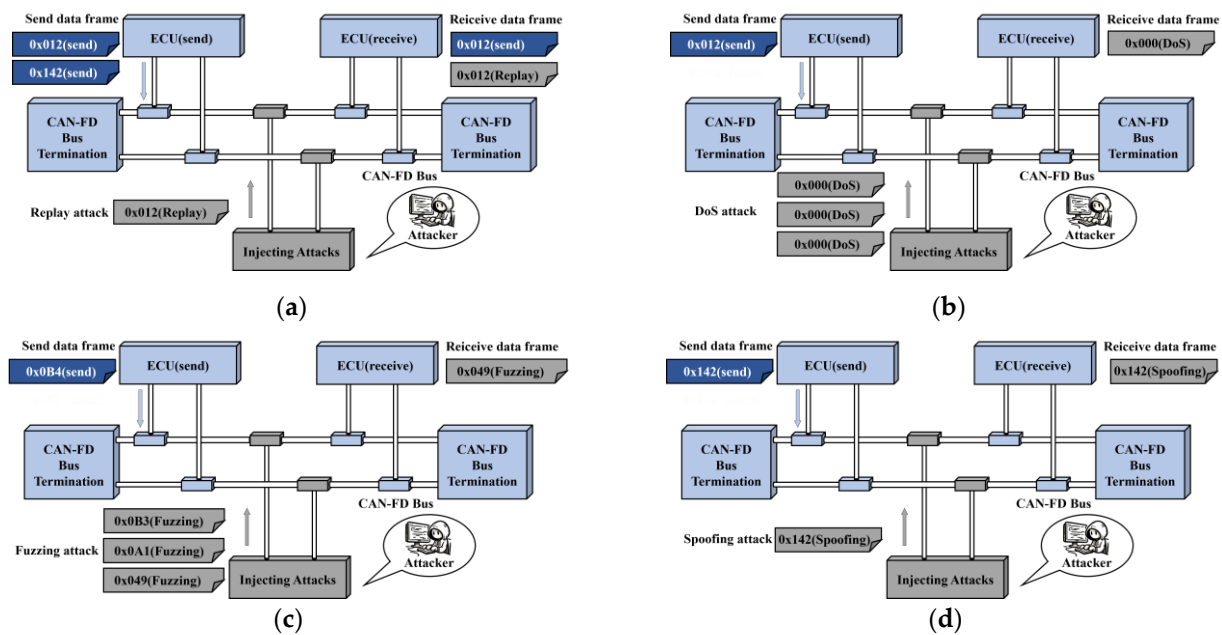 Send data frame
0x012(send)
0x142(send)
ECU(send)
ECU(receive)
Reiceive data frame
0x012(send)
0x012(Replay)
CAN-FD
Bus
Termination
CAN-FD
Bus
Termination
CAN-FD Bus
Replay attack
0x012(Replay)
Attacker
Injecting Attacks
(a)
Send data frame
0x012(send)
ECU(send)
ECU(receive)
Reiceive data frame
0x000(DoS)
CAN-FD
Bus
Termination
CAN-FD
Bus
Termination
CAN-FD Bus
DoS attack
0x000(DoS)
0x000(DoS)
0x000(DoS)
Attacker
Injecting Attacks
(b)
Send data frame
0x0B4(send)
ECU(send)
ECU(receive)
Reiceive data frame
0x049(Fuzzing)
CAN-FD
Bus
Termination
CAN-FD
Bus
Termination
CAN-FD Bus
Fuzzing attack
0x0B3(Fuzzing)
0x0A1(Fuzzing)
0x049(Fuzzing)
Attacker
Injecting Attacks
(c)
Send data frame
0x142(send)
ECU(send)
ECU(receive)
Reiceive data frame
0x142(Spoofing)
CAN-FD
Bus
Termination
CAN-FD
Bus
Termination
CAN-FD Bus
Spoofing attack
0x142(Spoofing)
Attacker
Injecting Attacks
(d)